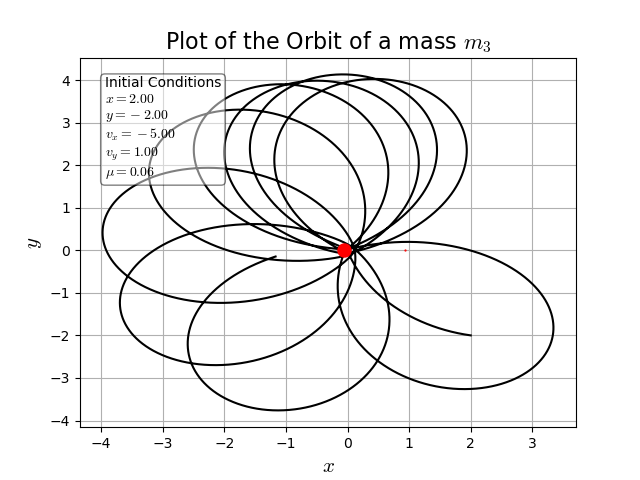 Plot of the Orbit of a mass m₃
Initial Conditions
x = 2.00
y = −2.00
vₓ = −5.00
v_y = 1.00
μ = 0.06
y
4
3
2
1
0
−1
−2
−3
−4
−4 −3 −2 −1 0 1 2 3
x